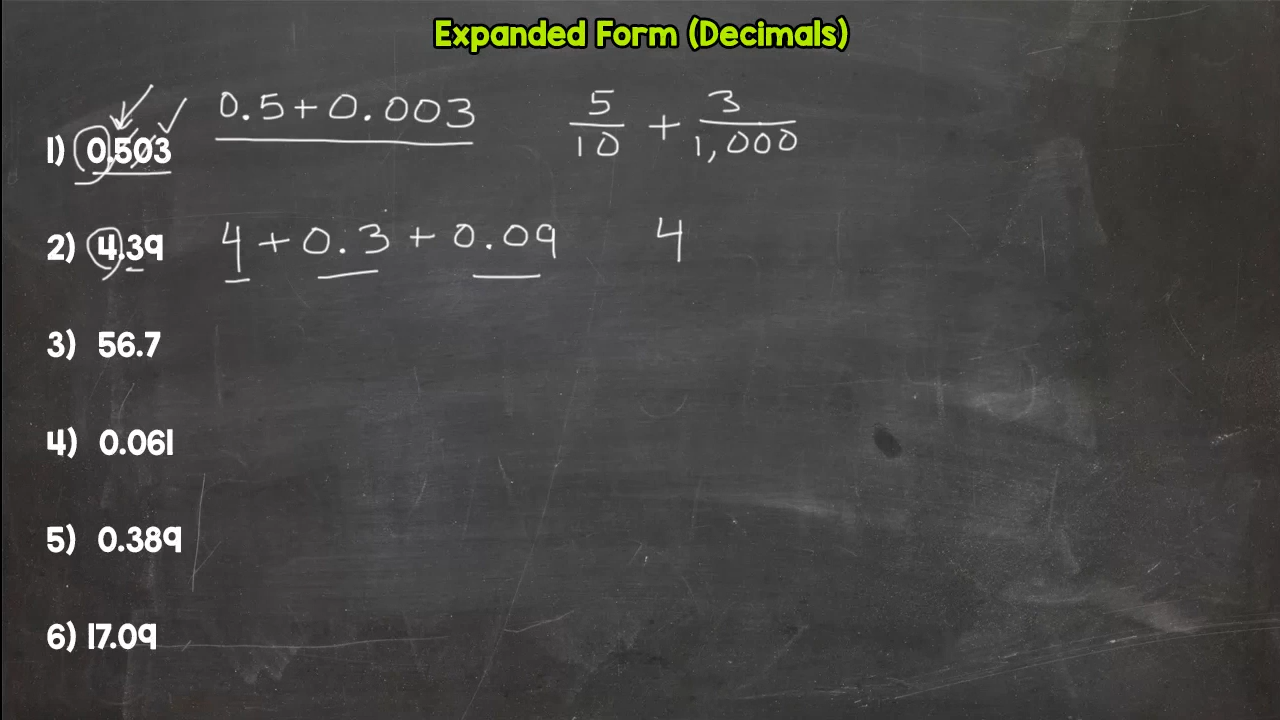 Expanded Form (Decimals)
1) 0.503 0.5 + 0.003 5/10 + 3/1,000
2) 4.39 4 + 0.3 + 0.09 4
3) 56.7
4) 0.061
5) 0.389
6) 17.09